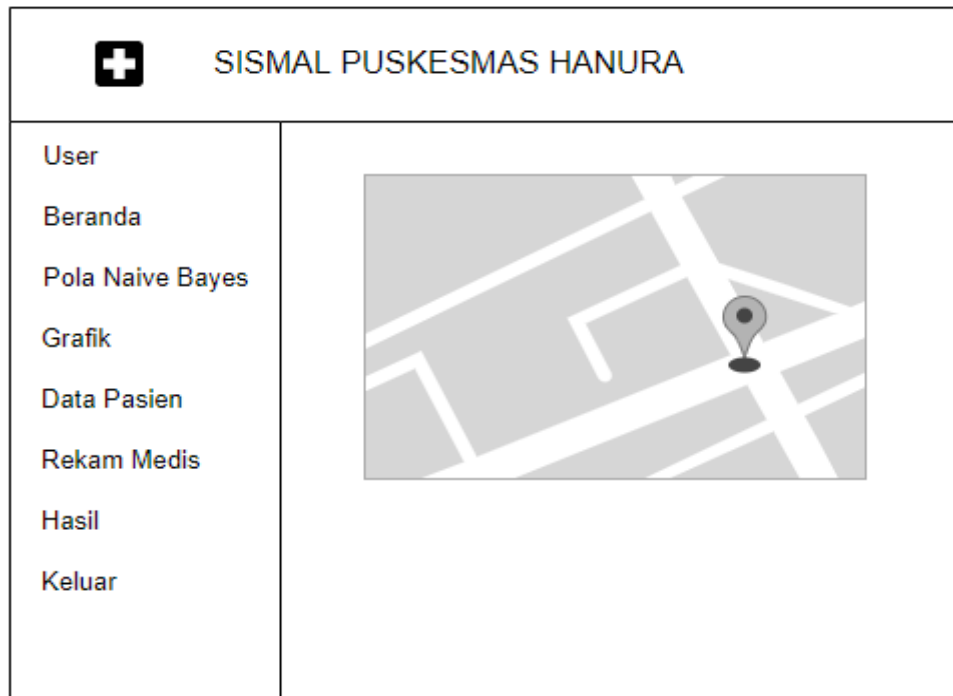 SISMAL PUSKESMAS HANURA
User
Beranda
Pola Naive Bayes
Grafik
Data Pasien
Rekam Medis
Hasil
Keluar